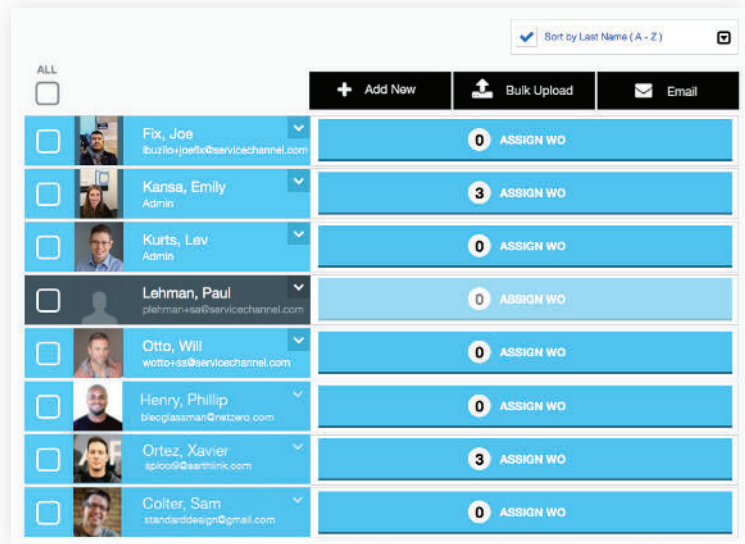 Sort by Last Name ( A - Z )
ALL
Add New Bulk Upload Email
Fix, Joe
ibuzilo+joefix@servicechannel.com
0 ASSIGN WO
Kansa, Emily
Admin
3 ASSIGN WO
Kurts, Lev
Admin
0 ASSIGN WO
Lehman, Paul
plehman+sa@servicechannel.com
0 ASSIGN WO
Otto, Will
wotto+sa@servicechannel.com
0 ASSIGN WO
Henry, Phillip
blecglassman@netzero.com
0 ASSIGN WO
Ortez, Xavier
3 ASSIGN WO
Colter, Sam
standarddesign@gmail.com
0 ASSIGN WO